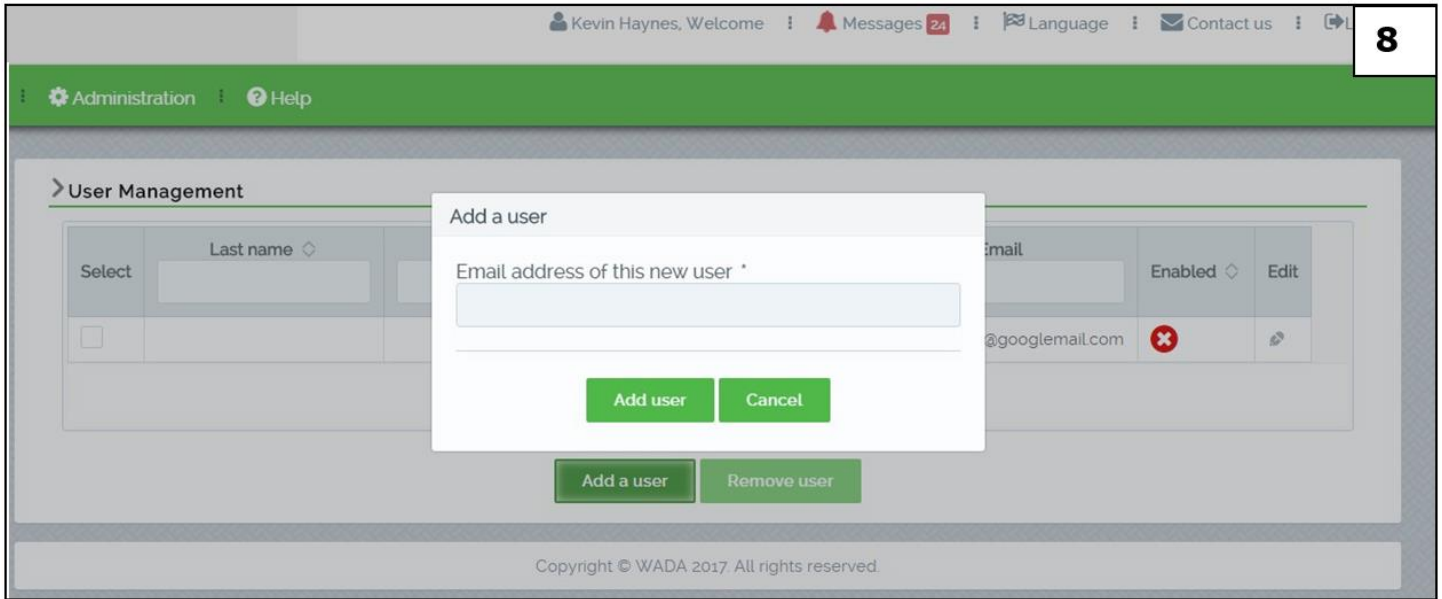 Kevin Haynes, Welcome Messages 24 Language Contact us
8
Administration Help
User Management
Add a user
Last name
Email address of this new user *
Select
Enabled
Edit
@googlemail.com
Add user Cancel
Add a user Remove user
Copyright © WADA 2017. All rights reserved.